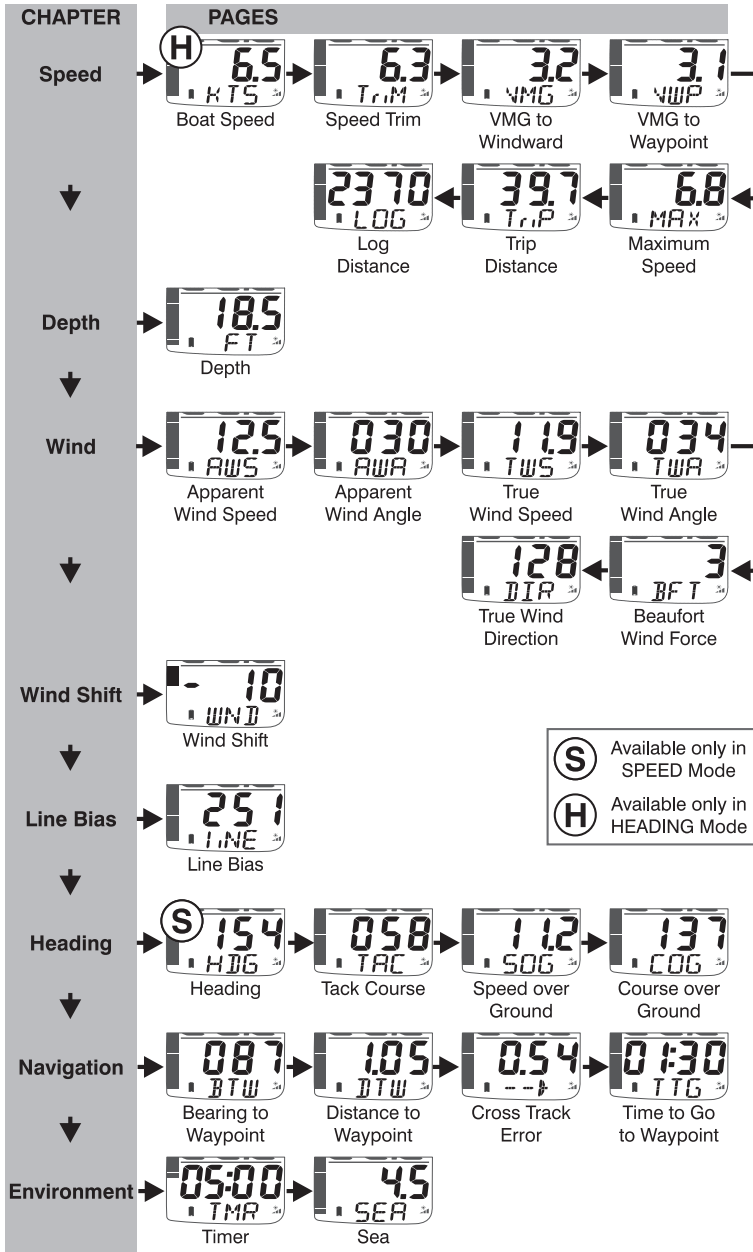 CHAPTER PAGES
Speed
H
6.5
KTS
Boat Speed
6.3
TriM
Speed Trim
3.2
VMG
VMG to
Windward
3.1
VWP
VMG to
Waypoint
6.8
MAX
Maximum
Speed
39.7
TriP
Trip
Distance
2370
LOG
Log
Distance
Depth
18.5
FT
Depth
Wind
12.5
AWS
Apparent
Wind Speed
030
AWA
Apparent
Wind Angle
11.9
TWS
True
Wind Speed
034
TWA
True
Wind Angle
3
BFT
Beaufort
Wind Force
128
DIR
True Wind
Direction
Wind Shift
- 10
WND
Wind Shift
S Available only in
SPEED Mode
H Available only in
HEADING Mode
Line Bias
251
LiNE
Line Bias
Heading
S
154
HDG
Heading
058
TAC
Tack Course
11.2
SOG
Speed over
Ground
137
COG
Course over
Ground
Navigation
087
BTW
Bearing to
Waypoint
1.05
DTW
Distance to
Waypoint
0.54
Cross Track
Error
01:30
TTG
Time to Go
to Waypoint
Environment
05:00
TMR
Timer
4.5
SEA
Sea